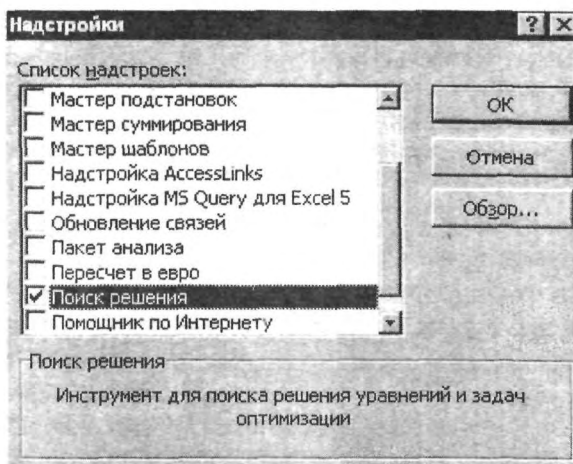 Надстройки
Список надстроек:
Мастер подстановок
Мастер суммирования
Мастер шаблонов
Надстройка AccessLinks
Надстройка MS Query для Excel 5
Обновление связей
Пакет анализа
Пересчет в евро
Поиск решения
Помощник по Интернету
ОК
Отмена
Обзор...
Поиск решения
Инструмент для поиска решения уравнений и задач
оптимизации